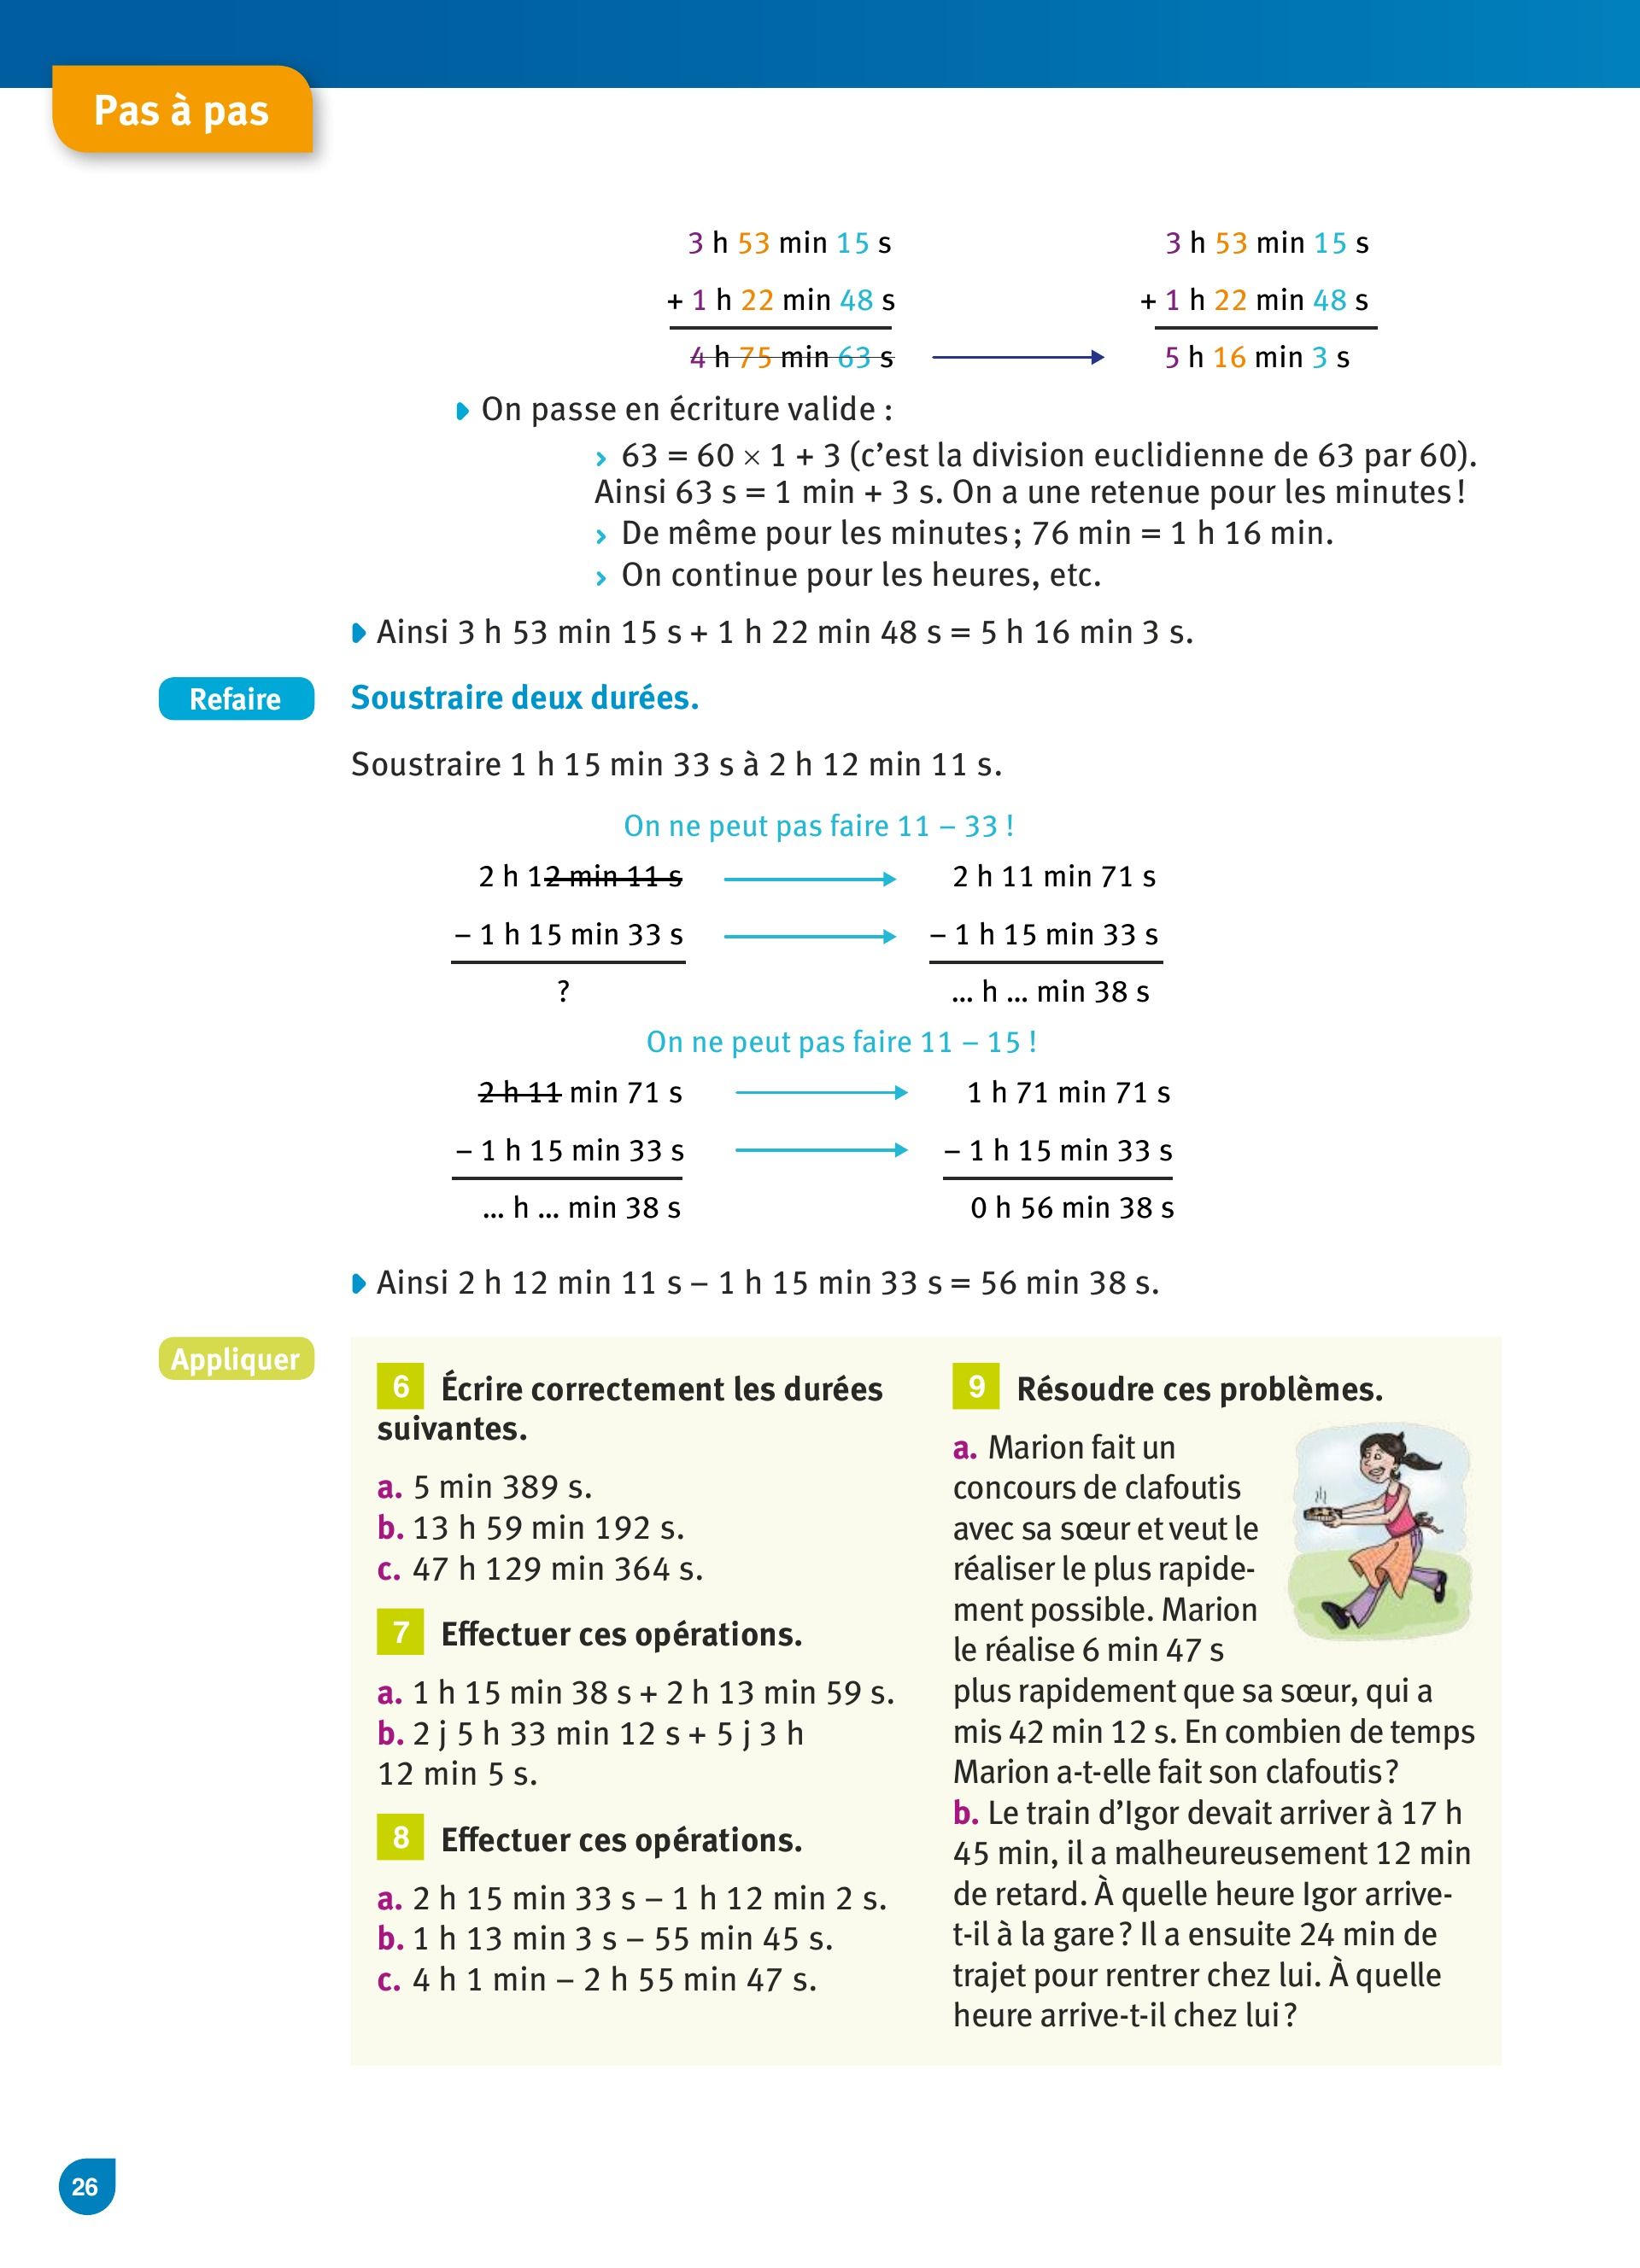 Pas à pas
3 h 53 min 15 s
+ 1 h 22 min 48 s
4 h 75 min 63 s
3 h 53 min 15 s
+ 1 h 22 min 48 s
5 h 16 min 3 s
On passe en écriture valide :
› 63 = 60 × 1 + 3 (c’est la division euclidienne de 63 par 60).
Ainsi 63 s = 1 min + 3 s. On a une retenue pour les minutes !
› De même pour les minutes ; 76 min = 1 h 16 min.
› On continue pour les heures, etc.
Ainsi 3 h 53 min 15 s + 1 h 22 min 48 s = 5 h 16 min 3 s.
Refaire
Soustraire deux durées.
Soustraire 1 h 15 min 33 s à 2 h 12 min 11 s.
On ne peut pas faire 11 – 33 !
2 h 12 min 11 s
– 1 h 15 min 33 s
?
2 h 11 min 71 s
– 1 h 15 min 33 s
... h ... min 38 s
On ne peut pas faire 11 – 15 !
2 h 11 min 71 s
– 1 h 15 min 33 s
... h ... min 38 s
1 h 71 min 71 s
– 1 h 15 min 33 s
0 h 56 min 38 s
Ainsi 2 h 12 min 11 s – 1 h 15 min 33 s = 56 min 38 s.
Appliquer
6 Écrire correctement les durées
suivantes.
a. 5 min 389 s.
b. 13 h 59 min 192 s.
c. 47 h 129 min 364 s.
7 Effectuer ces opérations.
a. 1 h 15 min 38 s + 2 h 13 min 59 s.
b. 2 j 5 h 33 min 12 s + 5 j 3 h
12 min 5 s.
8 Effectuer ces opérations.
a. 2 h 15 min 33 s – 1 h 12 min 2 s.
b. 1 h 13 min 3 s – 55 min 45 s.
c. 4 h 1 min – 2 h 55 min 47 s.
9 Résoudre ces problèmes.
a. Marion fait un
concours de clafoutis
avec sa sœur et veut le
réaliser le plus rapide-
ment possible. Marion
le réalise 6 min 47 s
plus rapidement que sa sœur, qui a
mis 42 min 12 s. En combien de temps
Marion a-t-elle fait son clafoutis ?
b. Le train d’Igor devait arriver à 17 h
45 min, il a malheureusement 12 min
de retard. À quelle heure Igor arrive-
t-il à la gare ? Il a ensuite 24 min de
trajet pour rentrer chez lui. À quelle
heure arrive-t-il chez lui ?
26